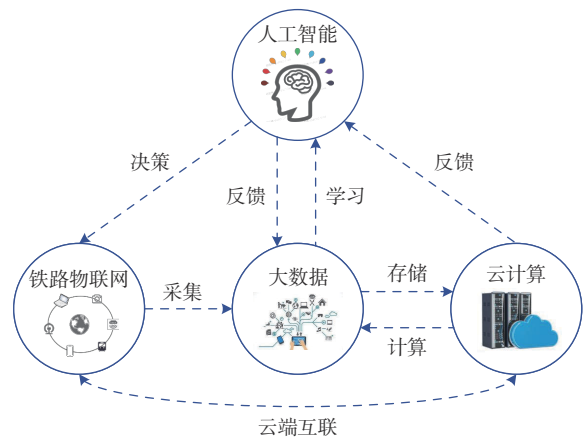 人工智能
决策
反馈
反馈
学习
铁路物联网
采集
大数据
存储
云计算
计算
云端互联